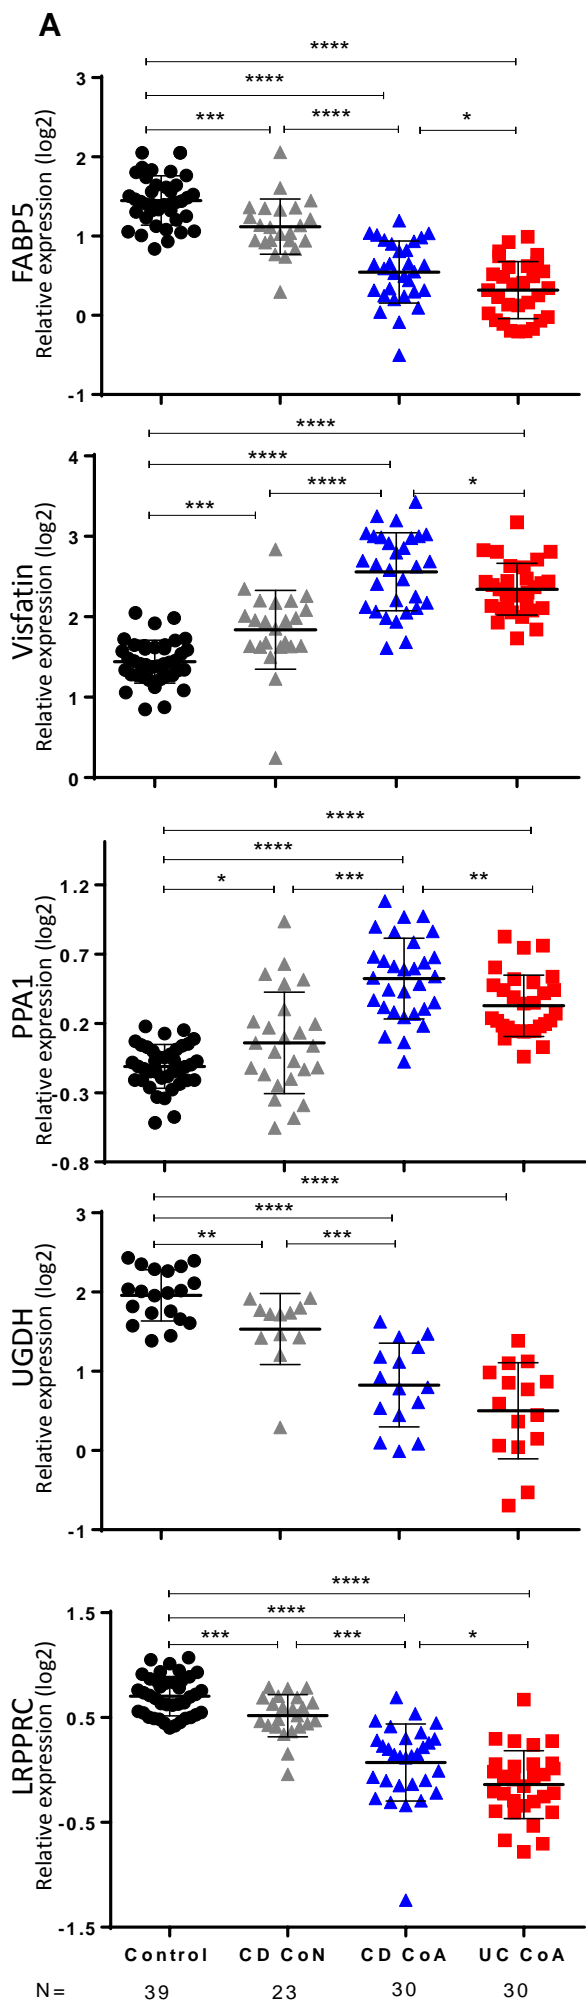 A
****
****
*** **** *
3
2
1
0
-1
FABP5
Relative expression (log2)
****
****
*** **** *
4
3
2
1
0
Visfatin
Relative expression (log2)
****
****
* *** **
1.2
0.7
0.2
-0.3
-0.8
PPA1
Relative expression (log2)
****
****
** ***
3
2
1
0
-1
UGDH
Relative expression (log2)
****
****
*** *** *
1.5
0.5
-0.5
-1.5
LRPPRC
Relative expression (log2)
Control CD CoN CD CoA UC CoA
N= 39 23 30 30